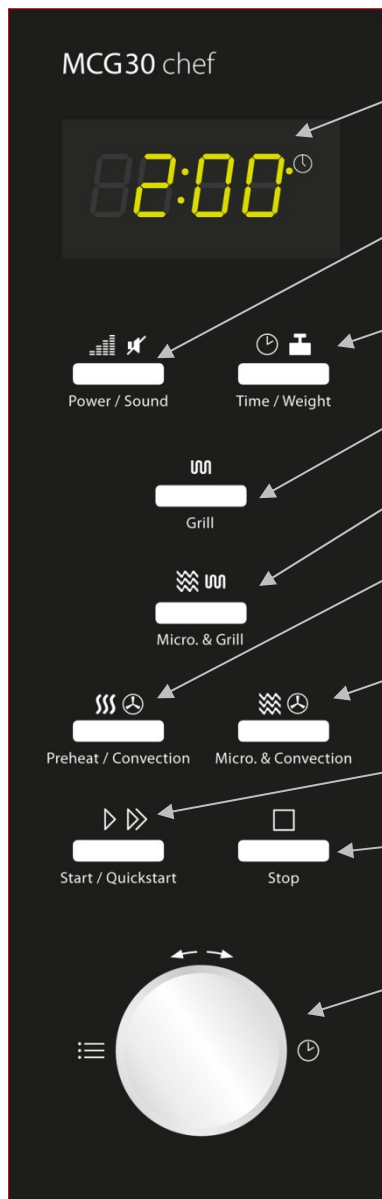 MCG30 chef
2:00
Power / Sound
Time / Weight
Grill
Micro. & Grill
Preheat / Convection
Micro. & Convection
Start / Quickstart
Stop